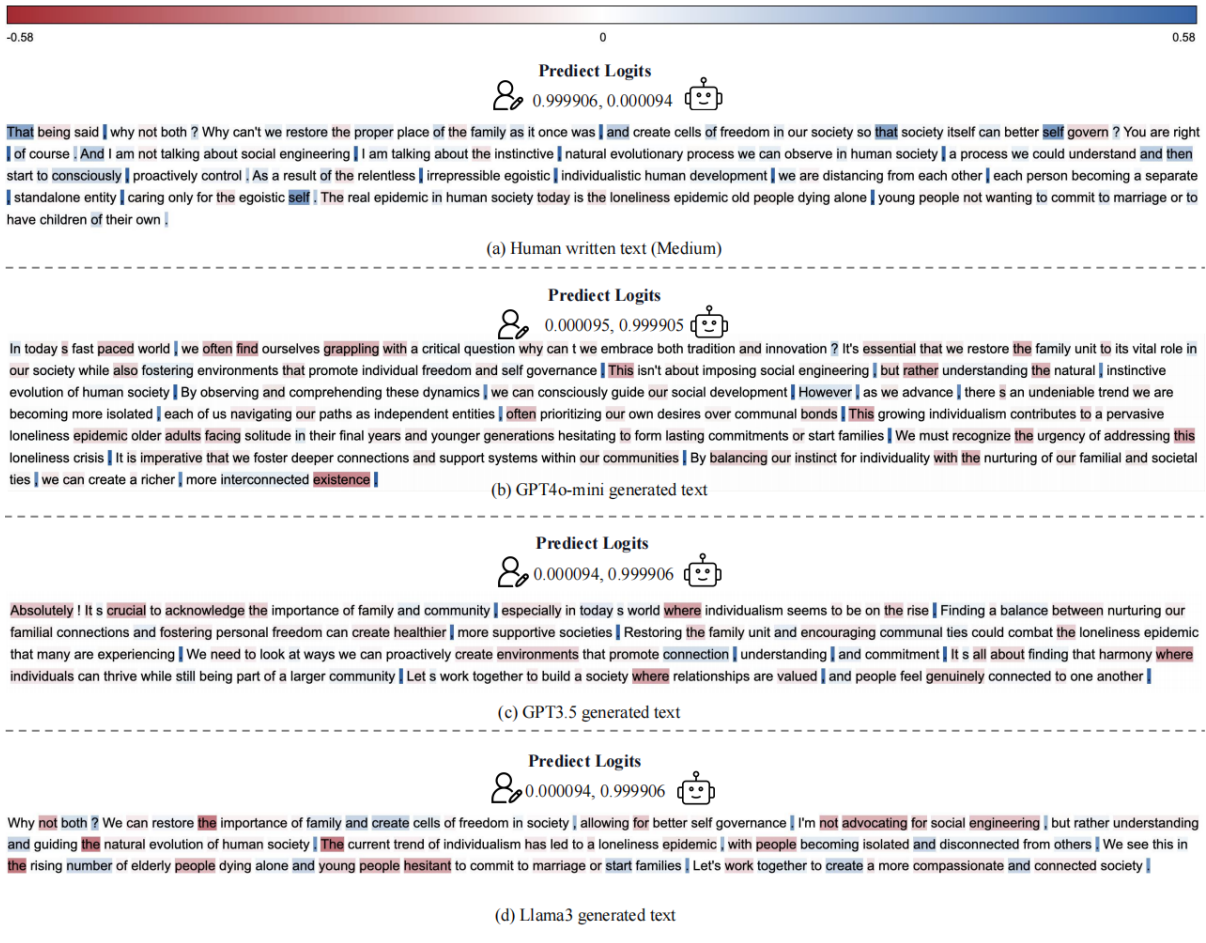 -0.58 0 0.58
Prediect Logits
0.999906, 0.000094
That being said , why not both ? Why can't we restore the proper place of the family as it once was , and create cells of freedom in our society so that society itself can better self govern ? You are right
, of course . And I am not talking about social engineering , I am talking about the instinctive , natural evolutionary process we can observe in human society , a process we could understand and then
start to consciously , proactively control . As a result of the relentless , irrepressible egoistic , individualistic human development , we are distancing from each other , each person becoming a separate
, standalone entity , caring only for the egoistic self . The real epidemic in human society today is the loneliness epidemic old people dying alone , young people not wanting to commit to marriage or to
have children of their own .
(a) Human written text (Medium)
Prediect Logits
0.000095, 0.999905
In today s fast paced world , we often find ourselves grappling with a critical question why can t we embrace both tradition and innovation ? It's essential that we restore the family unit to its vital role in
our society while also fostering environments that promote individual freedom and self governance . This isn't about imposing social engineering , but rather understanding the natural , instinctive
evolution of human society . By observing and comprehending these dynamics , we can consciously guide our social development . However , as we advance , there s an undeniable trend we are
becoming more isolated , each of us navigating our paths as independent entities , often prioritizing our own desires over communal bonds . This growing individualism contributes to a pervasive
loneliness epidemic older adults facing solitude in their final years and younger generations hesitating to form lasting commitments or start families . We must recognize the urgency of addressing this
loneliness crisis . It is imperative that we foster deeper connections and support systems within our communities . By balancing our instinct for individuality with the nurturing of our familial and societal
ties , we can create a richer , more interconnected existence .
(b) GPT4o-mini generated text
Prediect Logits
0.000094, 0.999906
Absolutely ! It s crucial to acknowledge the importance of family and community , especially in today s world where individualism seems to be on the rise . Finding a balance between nurturing our
familial connections and fostering personal freedom can create healthier , more supportive societies . Restoring the family unit and encouraging communal ties could combat the loneliness epidemic
that many are experiencing . We need to look at ways we can proactively create environments that promote connection , understanding , and commitment . It s all about finding that harmony where
individuals can thrive while still being part of a larger community . Let s work together to build a society where relationships are valued , and people feel genuinely connected to one another .
(c) GPT3.5 generated text
Prediect Logits
0.000094, 0.999906
Why not both ? We can restore the importance of family and create cells of freedom in society , allowing for better self governance . I'm not advocating for social engineering , but rather understanding
and guiding the natural evolution of human society . The current trend of individualism has led to a loneliness epidemic , with people becoming isolated and disconnected from others . We see this in
the rising number of elderly people dying alone and young people hesitant to commit to marriage or start families . Let's work together to create a more compassionate and connected society .
(d) Llama3 generated text